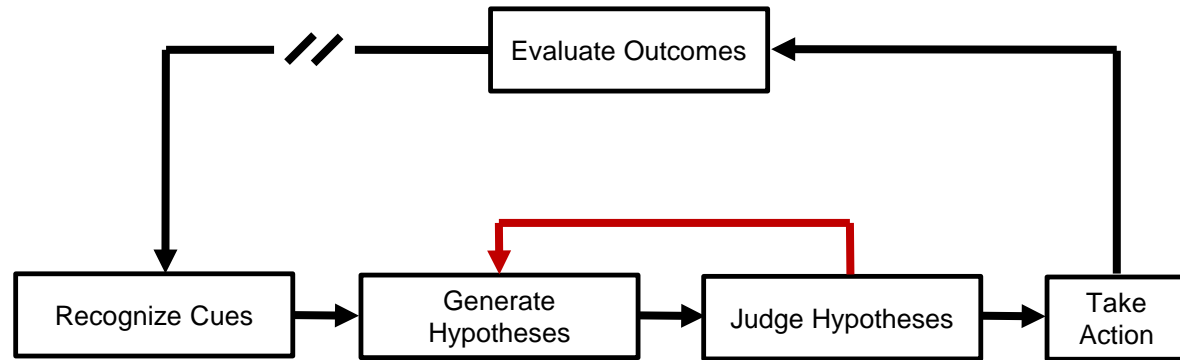 Evaluate Outcomes
Recognize Cues
Generate
Hypotheses
Judge Hypotheses
Take
Action